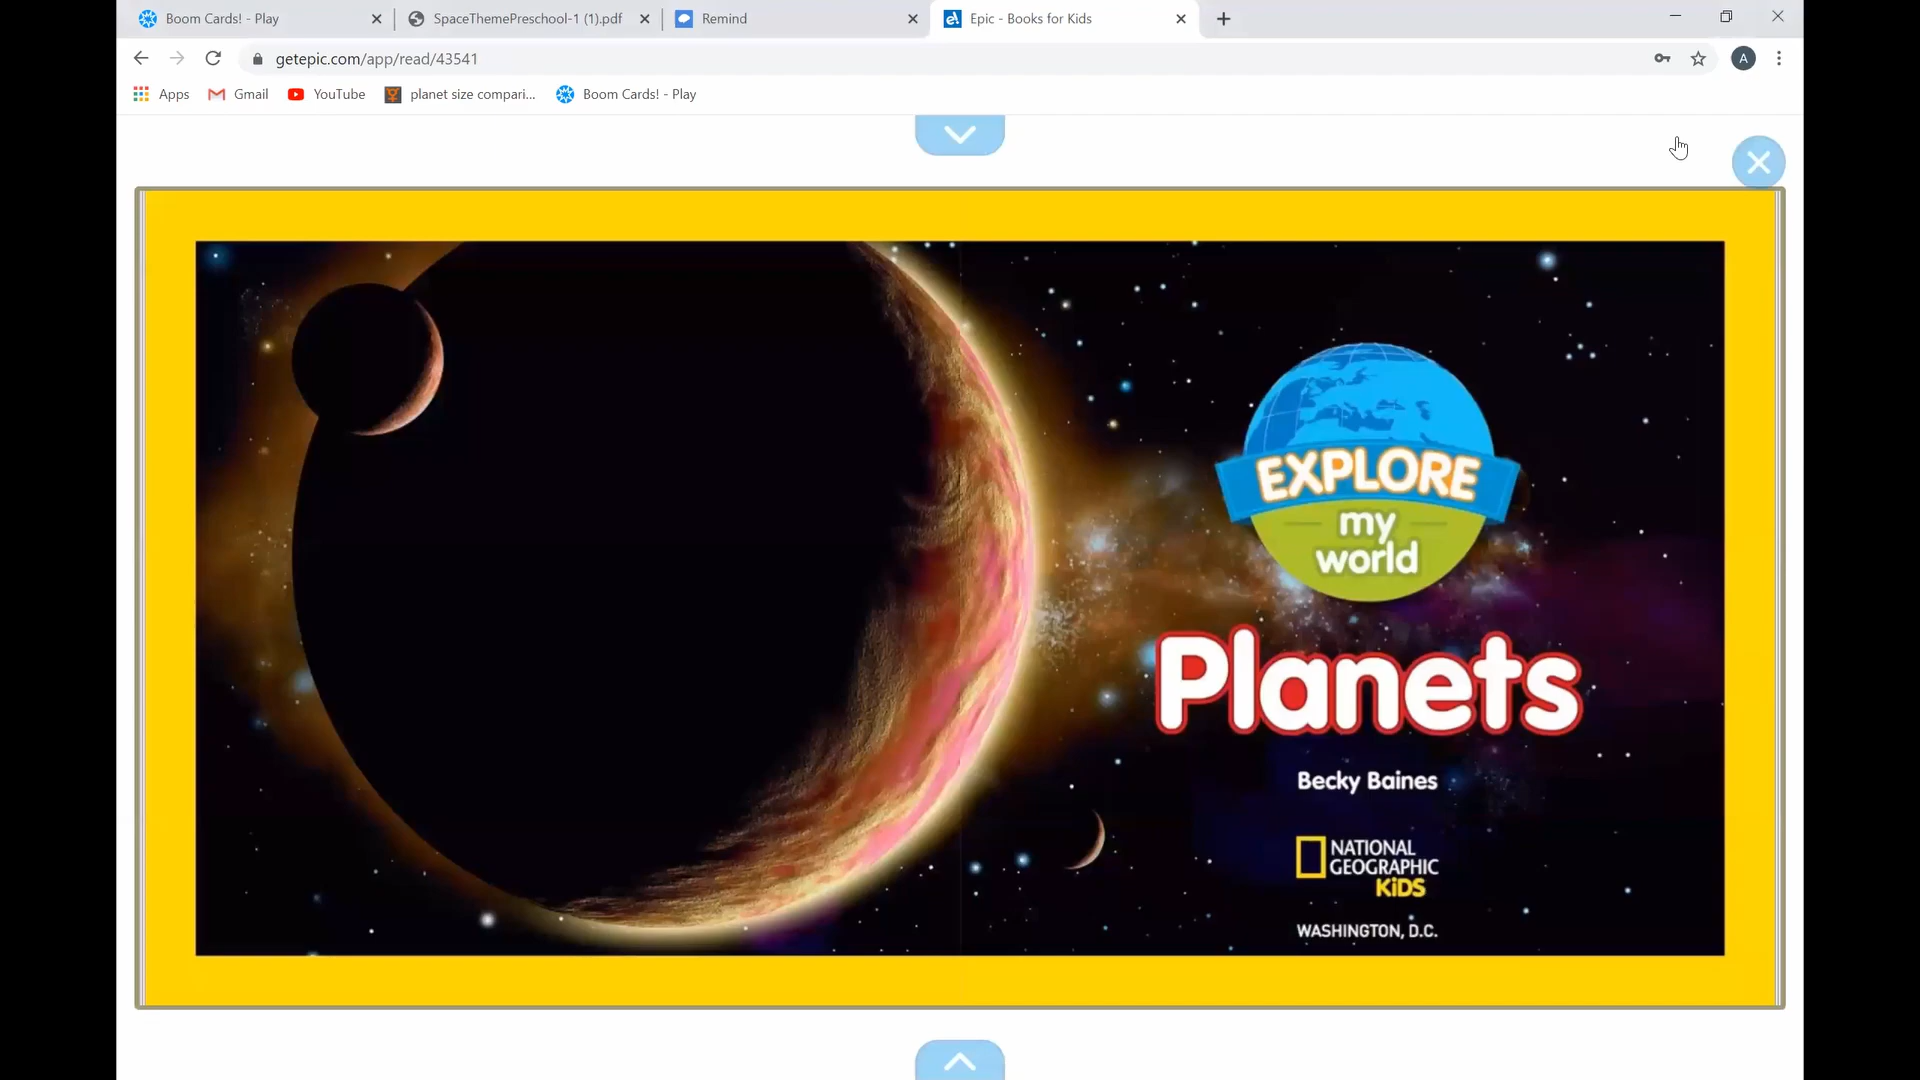 Boom Cards! - Play
SpaceThemePreschool-1 (1).pdf
Remind
Epic - Books for Kids
getepic.com/app/read/43541
A
Apps
Gmail
YouTube
planet size compari...
Boom Cards! - Play
EXPLORE
my
world
Planets
Becky Baines
NATIONAL
GEOGRAPHIC
KiDS
WASHINGTON, D.C.